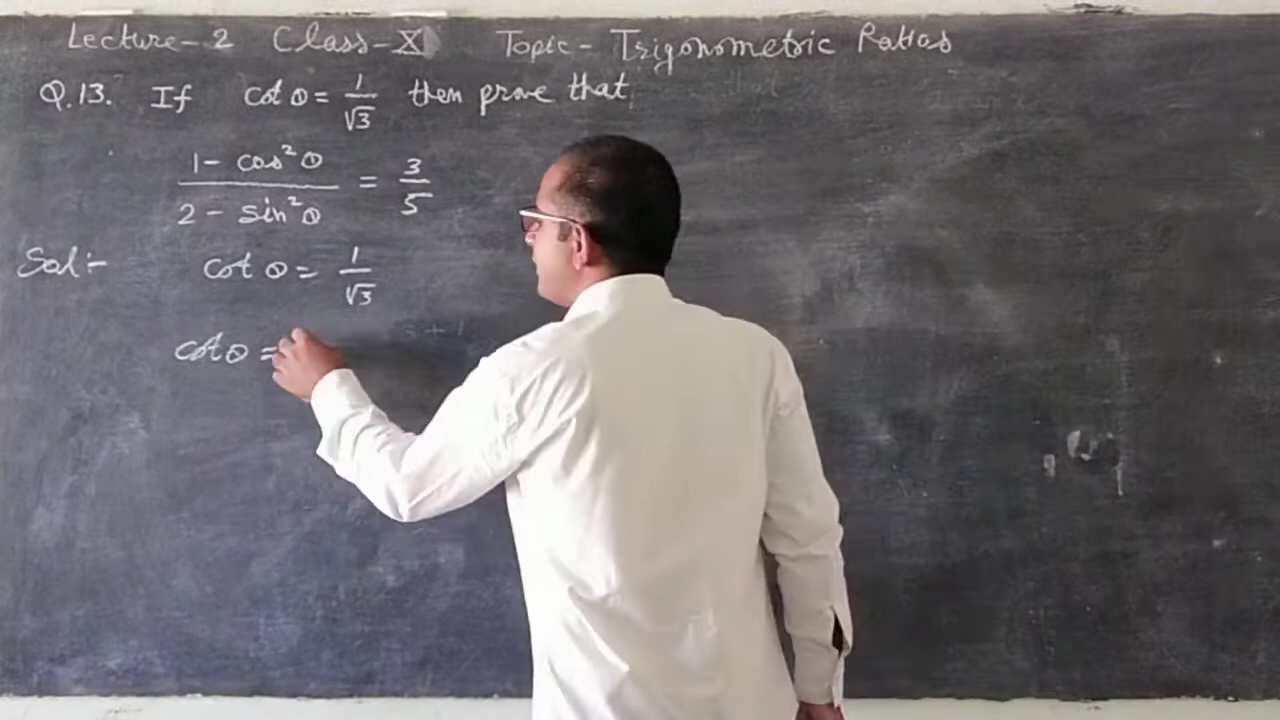 Lecture-2 Class-X Topic - Trigonometric Ratios
Q.13. If cot θ = 1/√3 then prove that,
(1 - cos²θ)/(2 - sin²θ) = 3/5
Sol:- cot θ = 1/√3
cot θ =